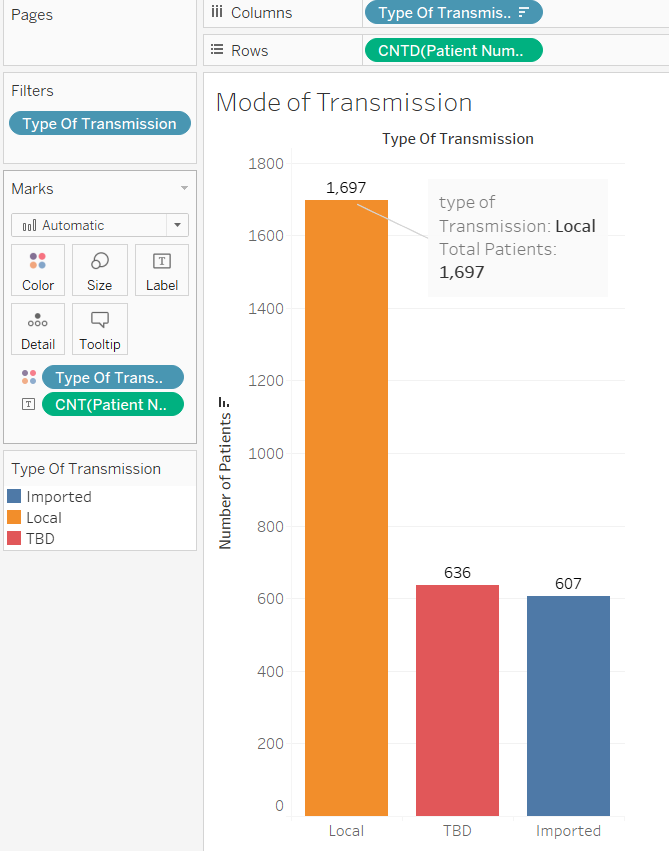 Pages
Columns
Type Of Transmis..
Rows
CNTD(Patient Num..
Filters
Type Of Transmission
Marks
Automatic
Color
Size
Label
Detail
Tooltip
Type Of Trans..
T
CNT(Patient N..
Type Of Transmission
Imported
Local
TBD
Mode of Transmission
Type Of Transmission
Number of Patients
1800
1600
1400
1200
1000
800
600
400
200
0
1,697
636
607
type of
Transmission: Local
Total Patients:
1,697
Local
TBD
Imported